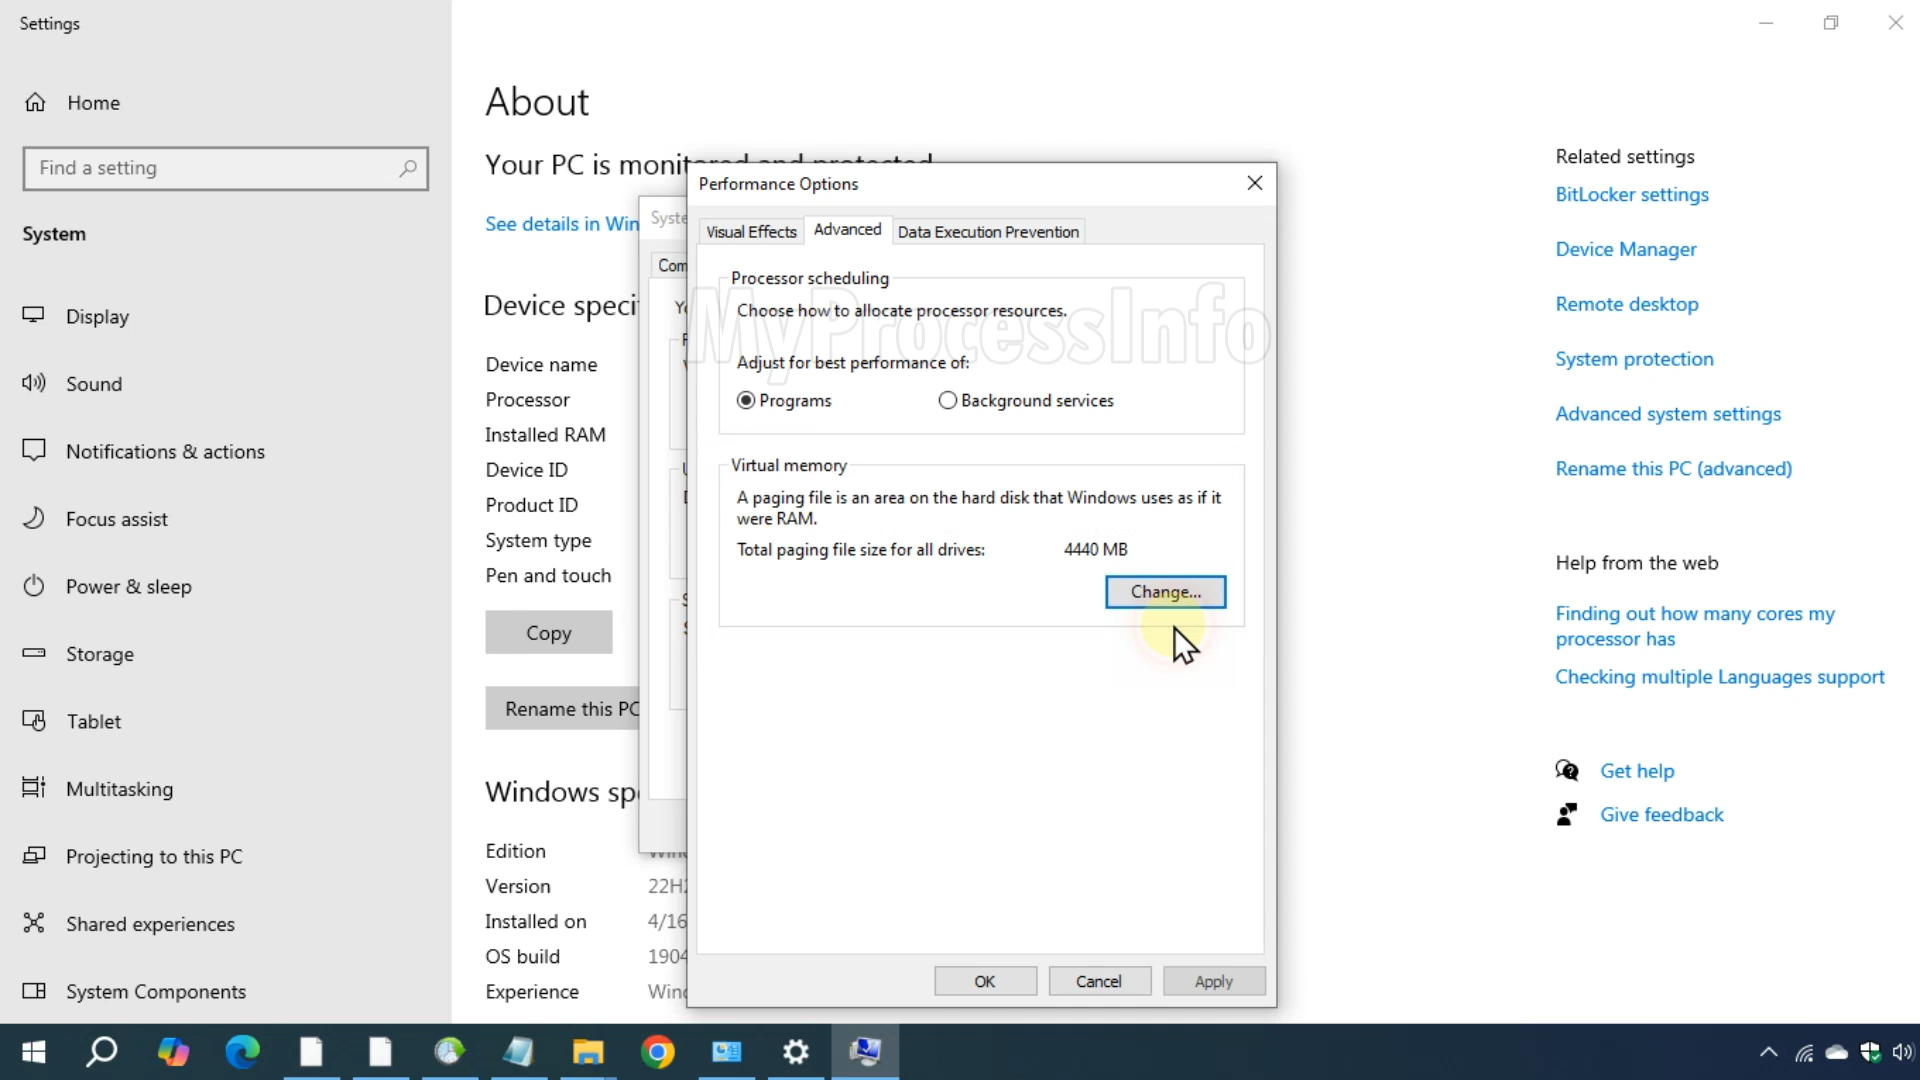 Settings
Home
Find a setting
System
Display
Sound
Notifications & actions
Focus assist
Power & sleep
Storage
Tablet
Multitasking
Projecting to this PC
Shared experiences
System Components
About
Your PC is monitored and protected
See details in Win
Device speci
Device name
Processor
Installed RAM
Device ID
Product ID
System type
Pen and touch
Copy
Rename this PC
Windows sp
Edition
Version 22H2
Installed on 4/16
OS build 1904
Experience Wind
Syste
Com
Performance Options
Visual Effects
Advanced
Data Execution Prevention
Processor scheduling
Choose how to allocate processor resources.
MyProcessInfo
Adjust for best performance of:
Programs
Background services
Virtual memory
A paging file is an area on the hard disk that Windows uses as if it
were RAM.
Total paging file size for all drives: 4440 MB
Change...
OK
Cancel
Apply
Related settings
BitLocker settings
Device Manager
Remote desktop
System protection
Advanced system settings
Rename this PC (advanced)
Help from the web
Finding out how many cores my
processor has
Checking multiple Languages support
Get help
Give feedback